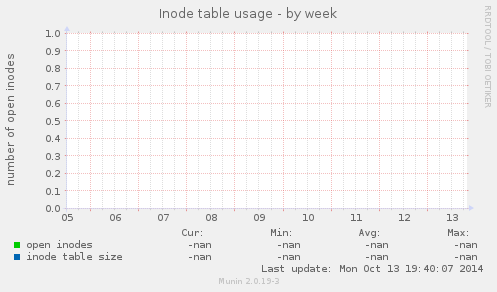 Inode table usage - by week
RRDTOOL / TOBI OETIKER
number of open inodes
1.0
0.9
0.8
0.7
0.6
0.5
0.4
0.3
0.2
0.1
0.0
05 06 07 08 09 10 11 12 13
Cur: Min: Avg: Max:
open inodes -nan -nan -nan -nan
inode table size -nan -nan -nan -nan
Last update: Mon Oct 13 19:40:07 2014
Munin 2.0.19-3